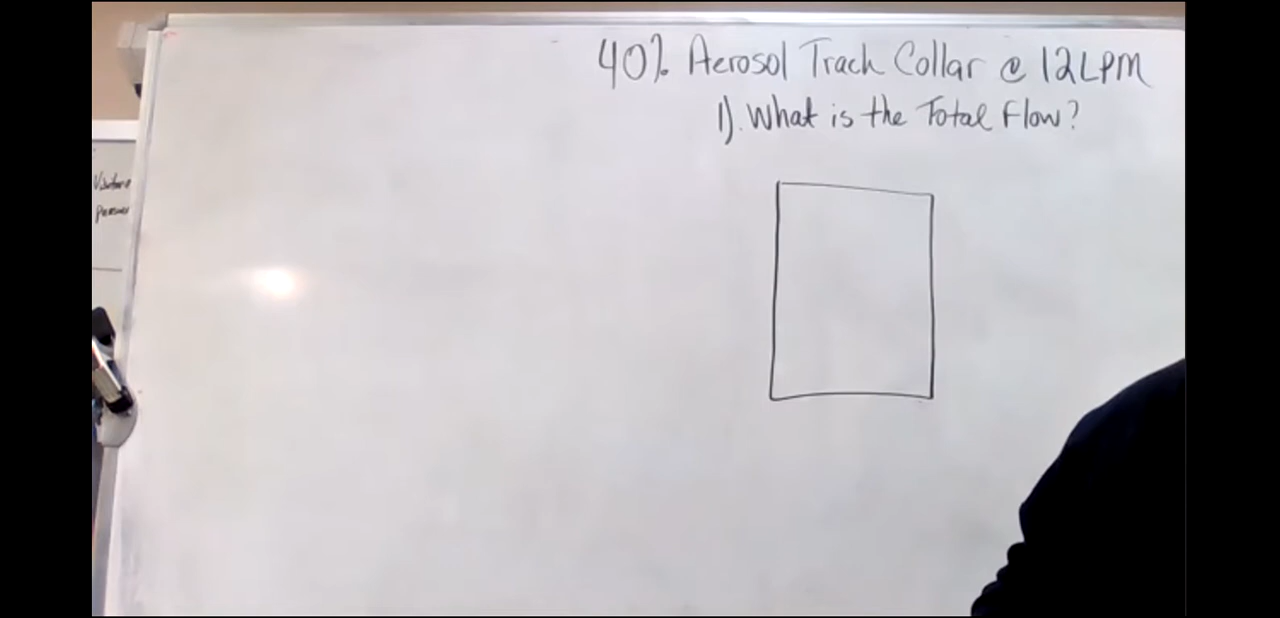 40% Aerosol Trach Collar @ 12LPM
1). What is the Total Flow?